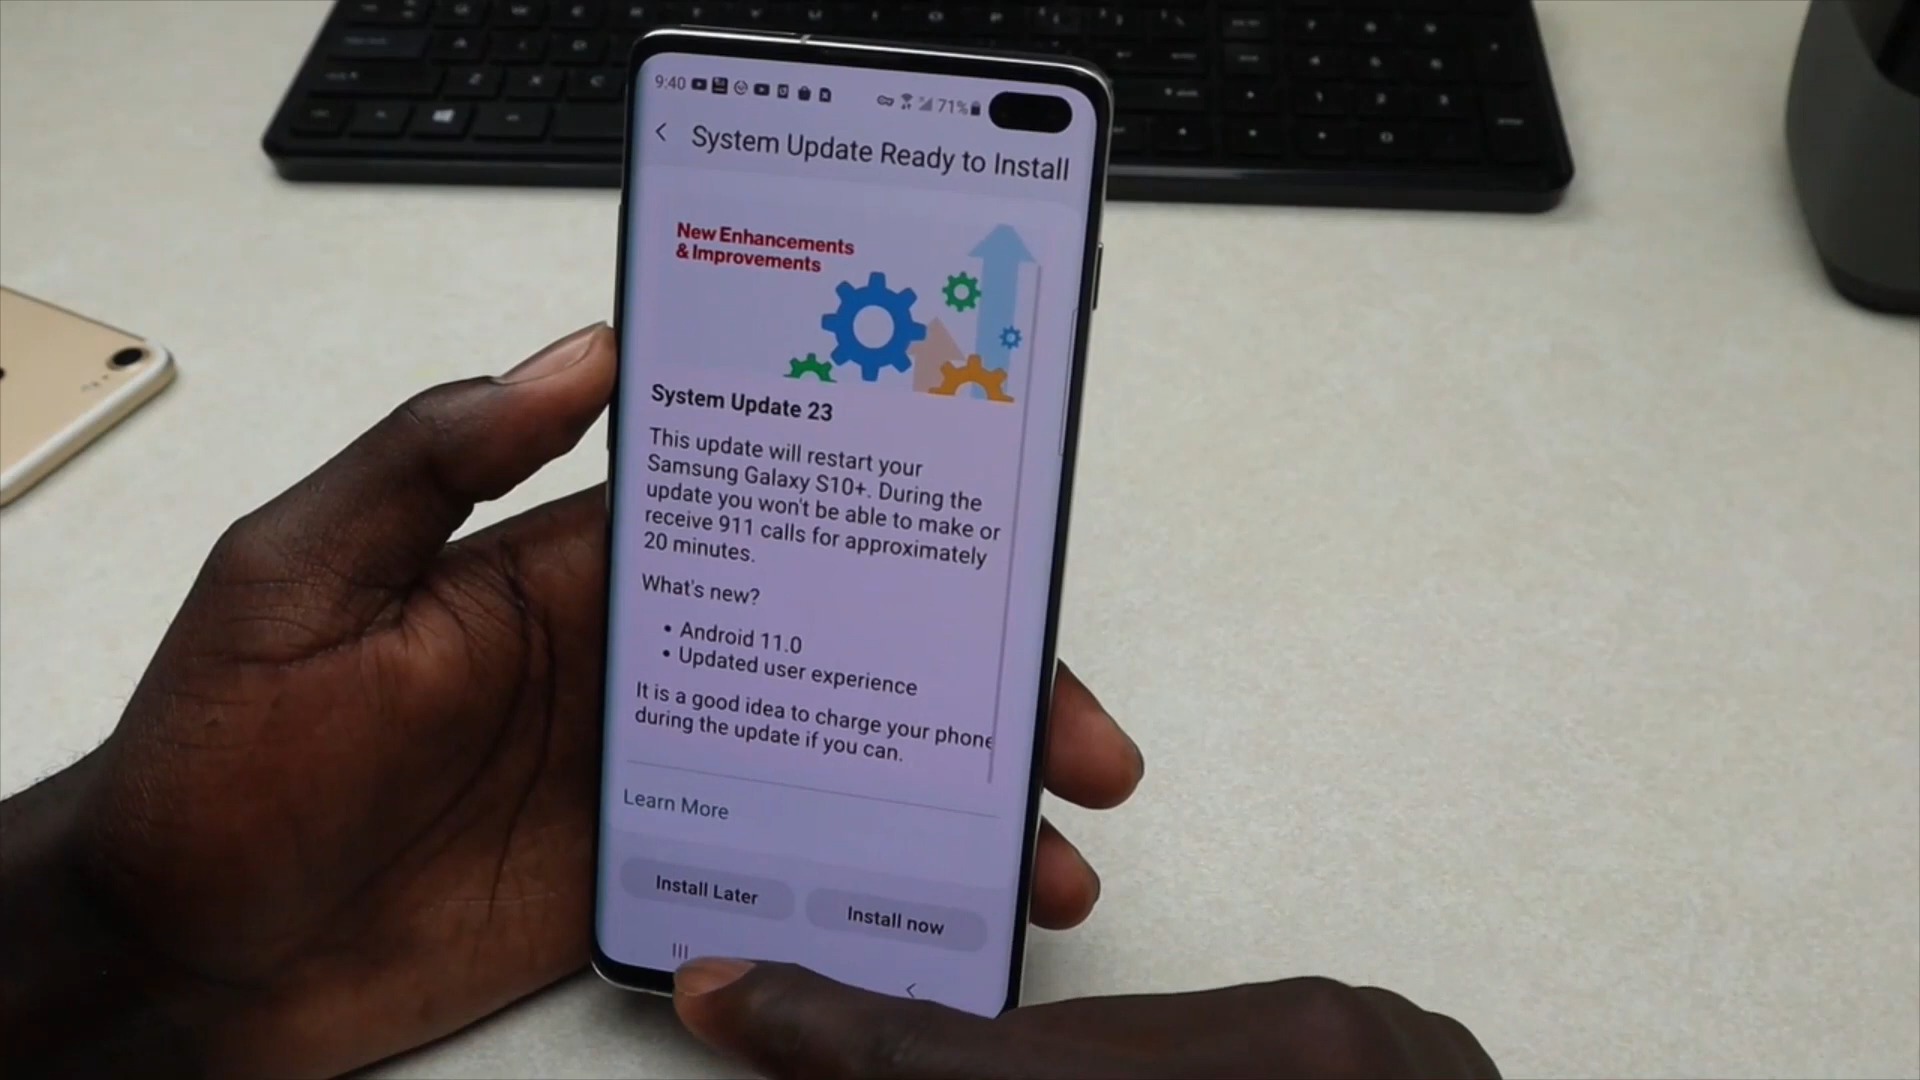 9:40 71%
System Update Ready to Install
New Enhancements
& Improvements
System Update 23
This update will restart your
Samsung Galaxy S10+. During the
update you won't be able to make or
receive 911 calls for approximately
20 minutes.
What's new?
• Android 11.0
• Updated user experience
It is a good idea to charge your phone
during the update if you can.
Learn More
Install Later
Install now